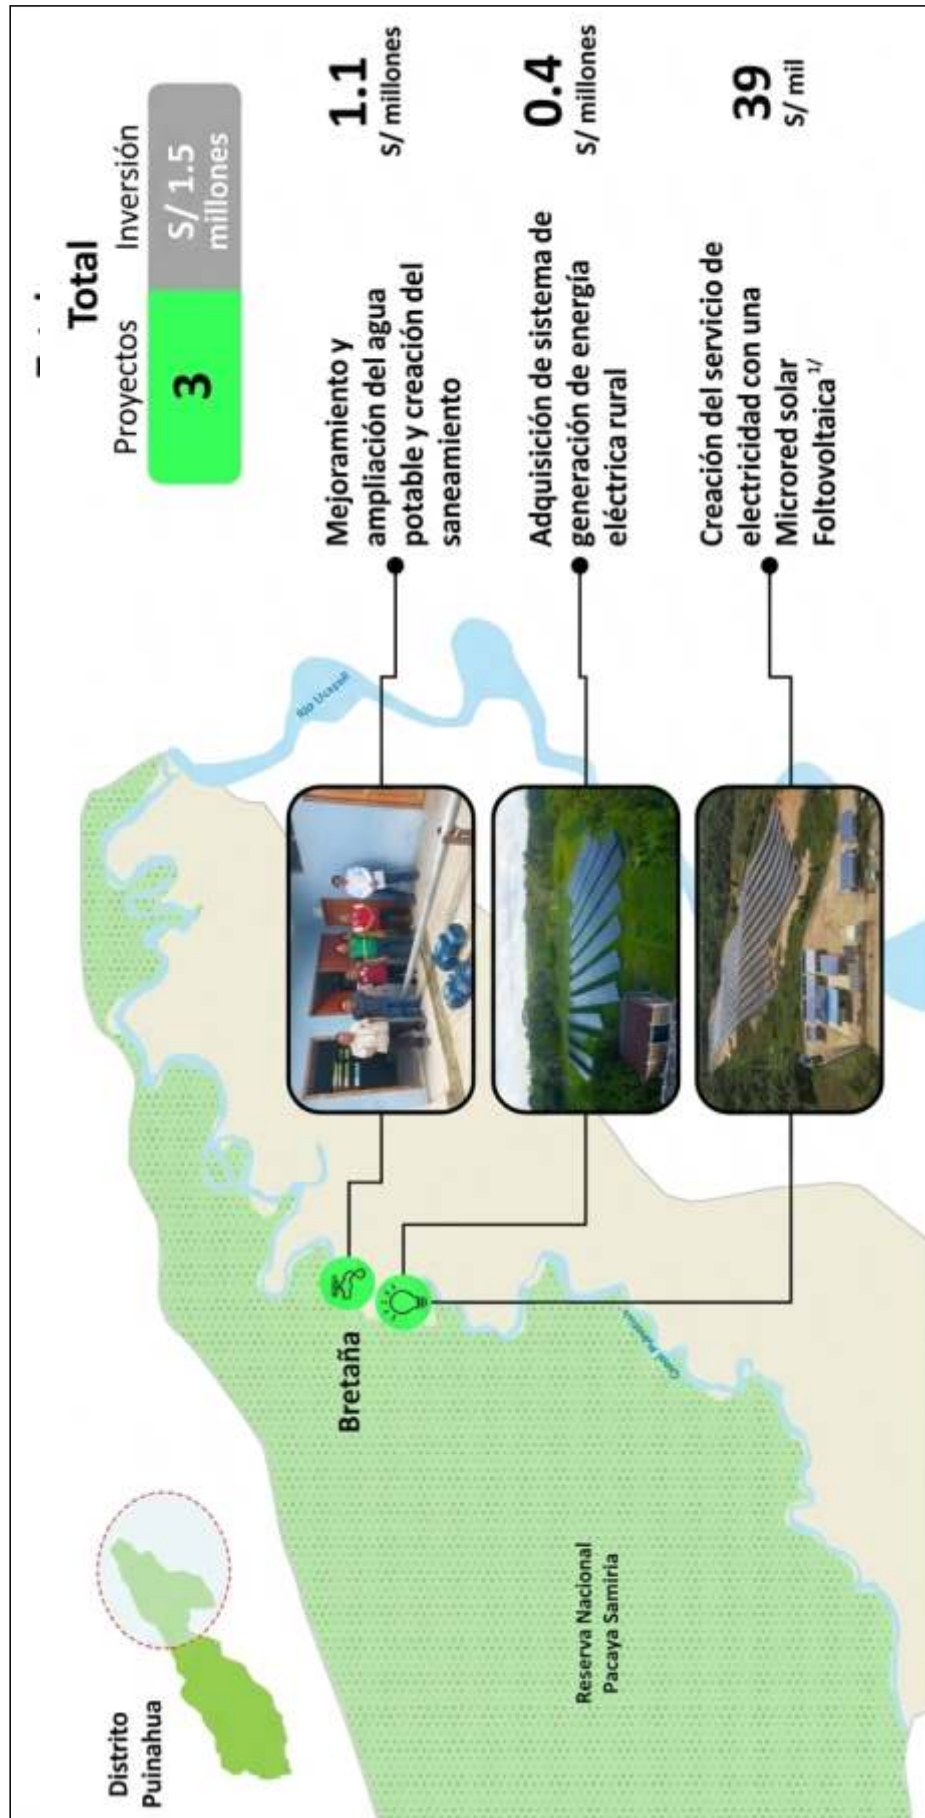 Total
Proyectos
Inversión
3
S/ 1.5
millones
Distrito
Puinahua
Bretaña
Reserva Nacional
Pacaya Samiria
Río Ucayali
Mejoramiento y
ampliación del agua
potable y creación del
saneamiento
1.1
S/ millones
Adquisición de sistema de
generación de energía
eléctrica rural
0.4
S/ millones
Creación del servicio de
electricidad con una
Microred solar
Foltovoltaica 1/
39
S/ mil